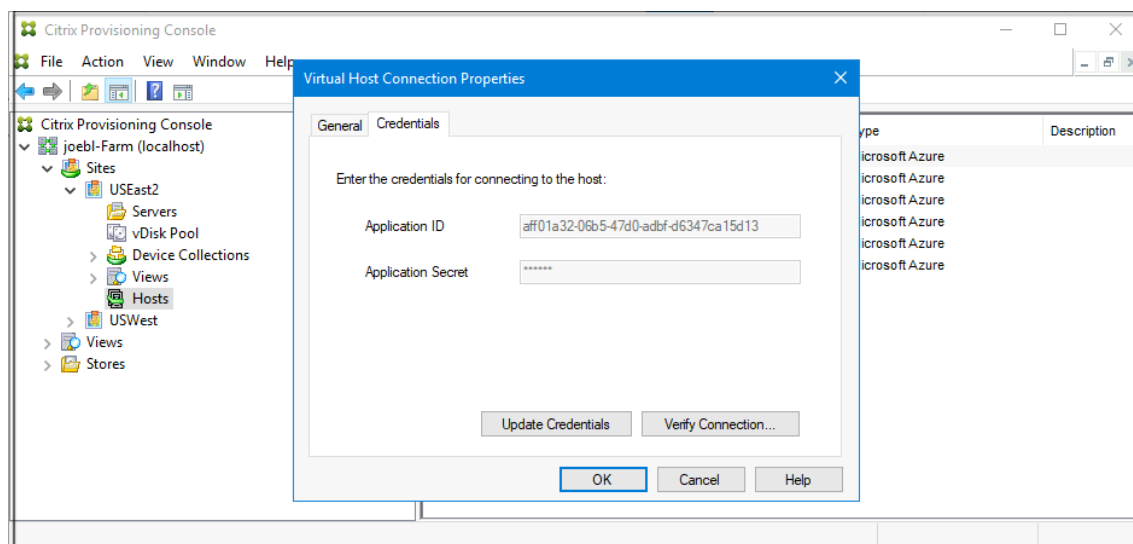 Citrix Provisioning Console
File Action View Window Help
Citrix Provisioning Console
joebl-Farm (localhost)
Sites
USEast2
Servers
vDisk Pool
Device Collections
Views
Hosts
USWest
Views
Stores
Virtual Host Connection Properties
General Credentials
Enter the credentials for connecting to the host:
Application ID aff01a32-06b5-47d0-adbf-d6347ca15d13
Application Secret ******
Update Credentials Verify Connection...
OK Cancel Help
ype Description
icrosoft Azure
icrosoft Azure
icrosoft Azure
icrosoft Azure
icrosoft Azure
icrosoft Azure